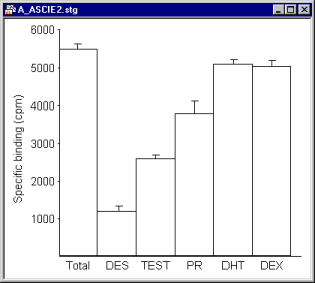 A_ASCIE2.stg
Specific binding (cpm)
6000
5000
4000
3000
2000
1000
Total DES TEST PR DHT DEX